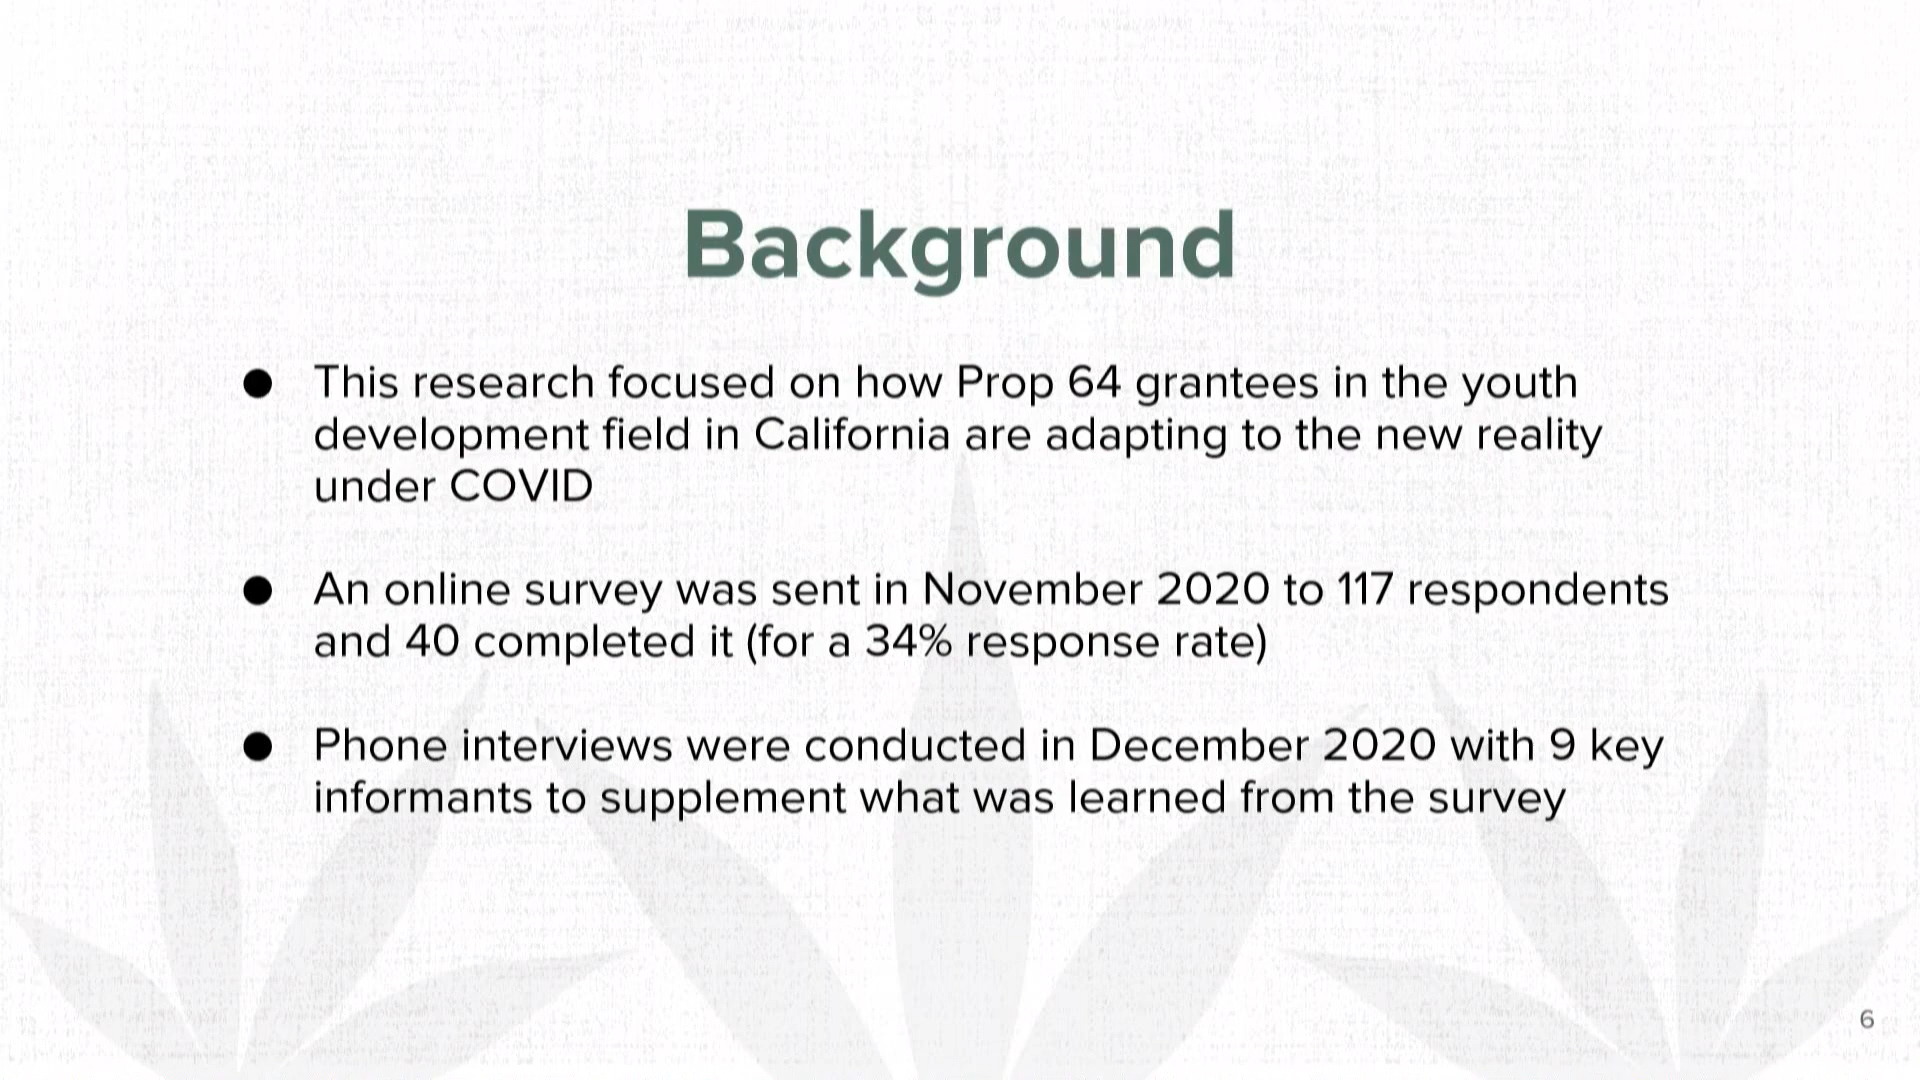 Background
● This research focused on how Prop 64 grantees in the youth
development field in California are adapting to the new reality
under COVID
● An online survey was sent in November 2020 to 117 respondents
and 40 completed it (for a 34% response rate)
● Phone interviews were conducted in December 2020 with 9 key
informants to supplement what was learned from the survey
6